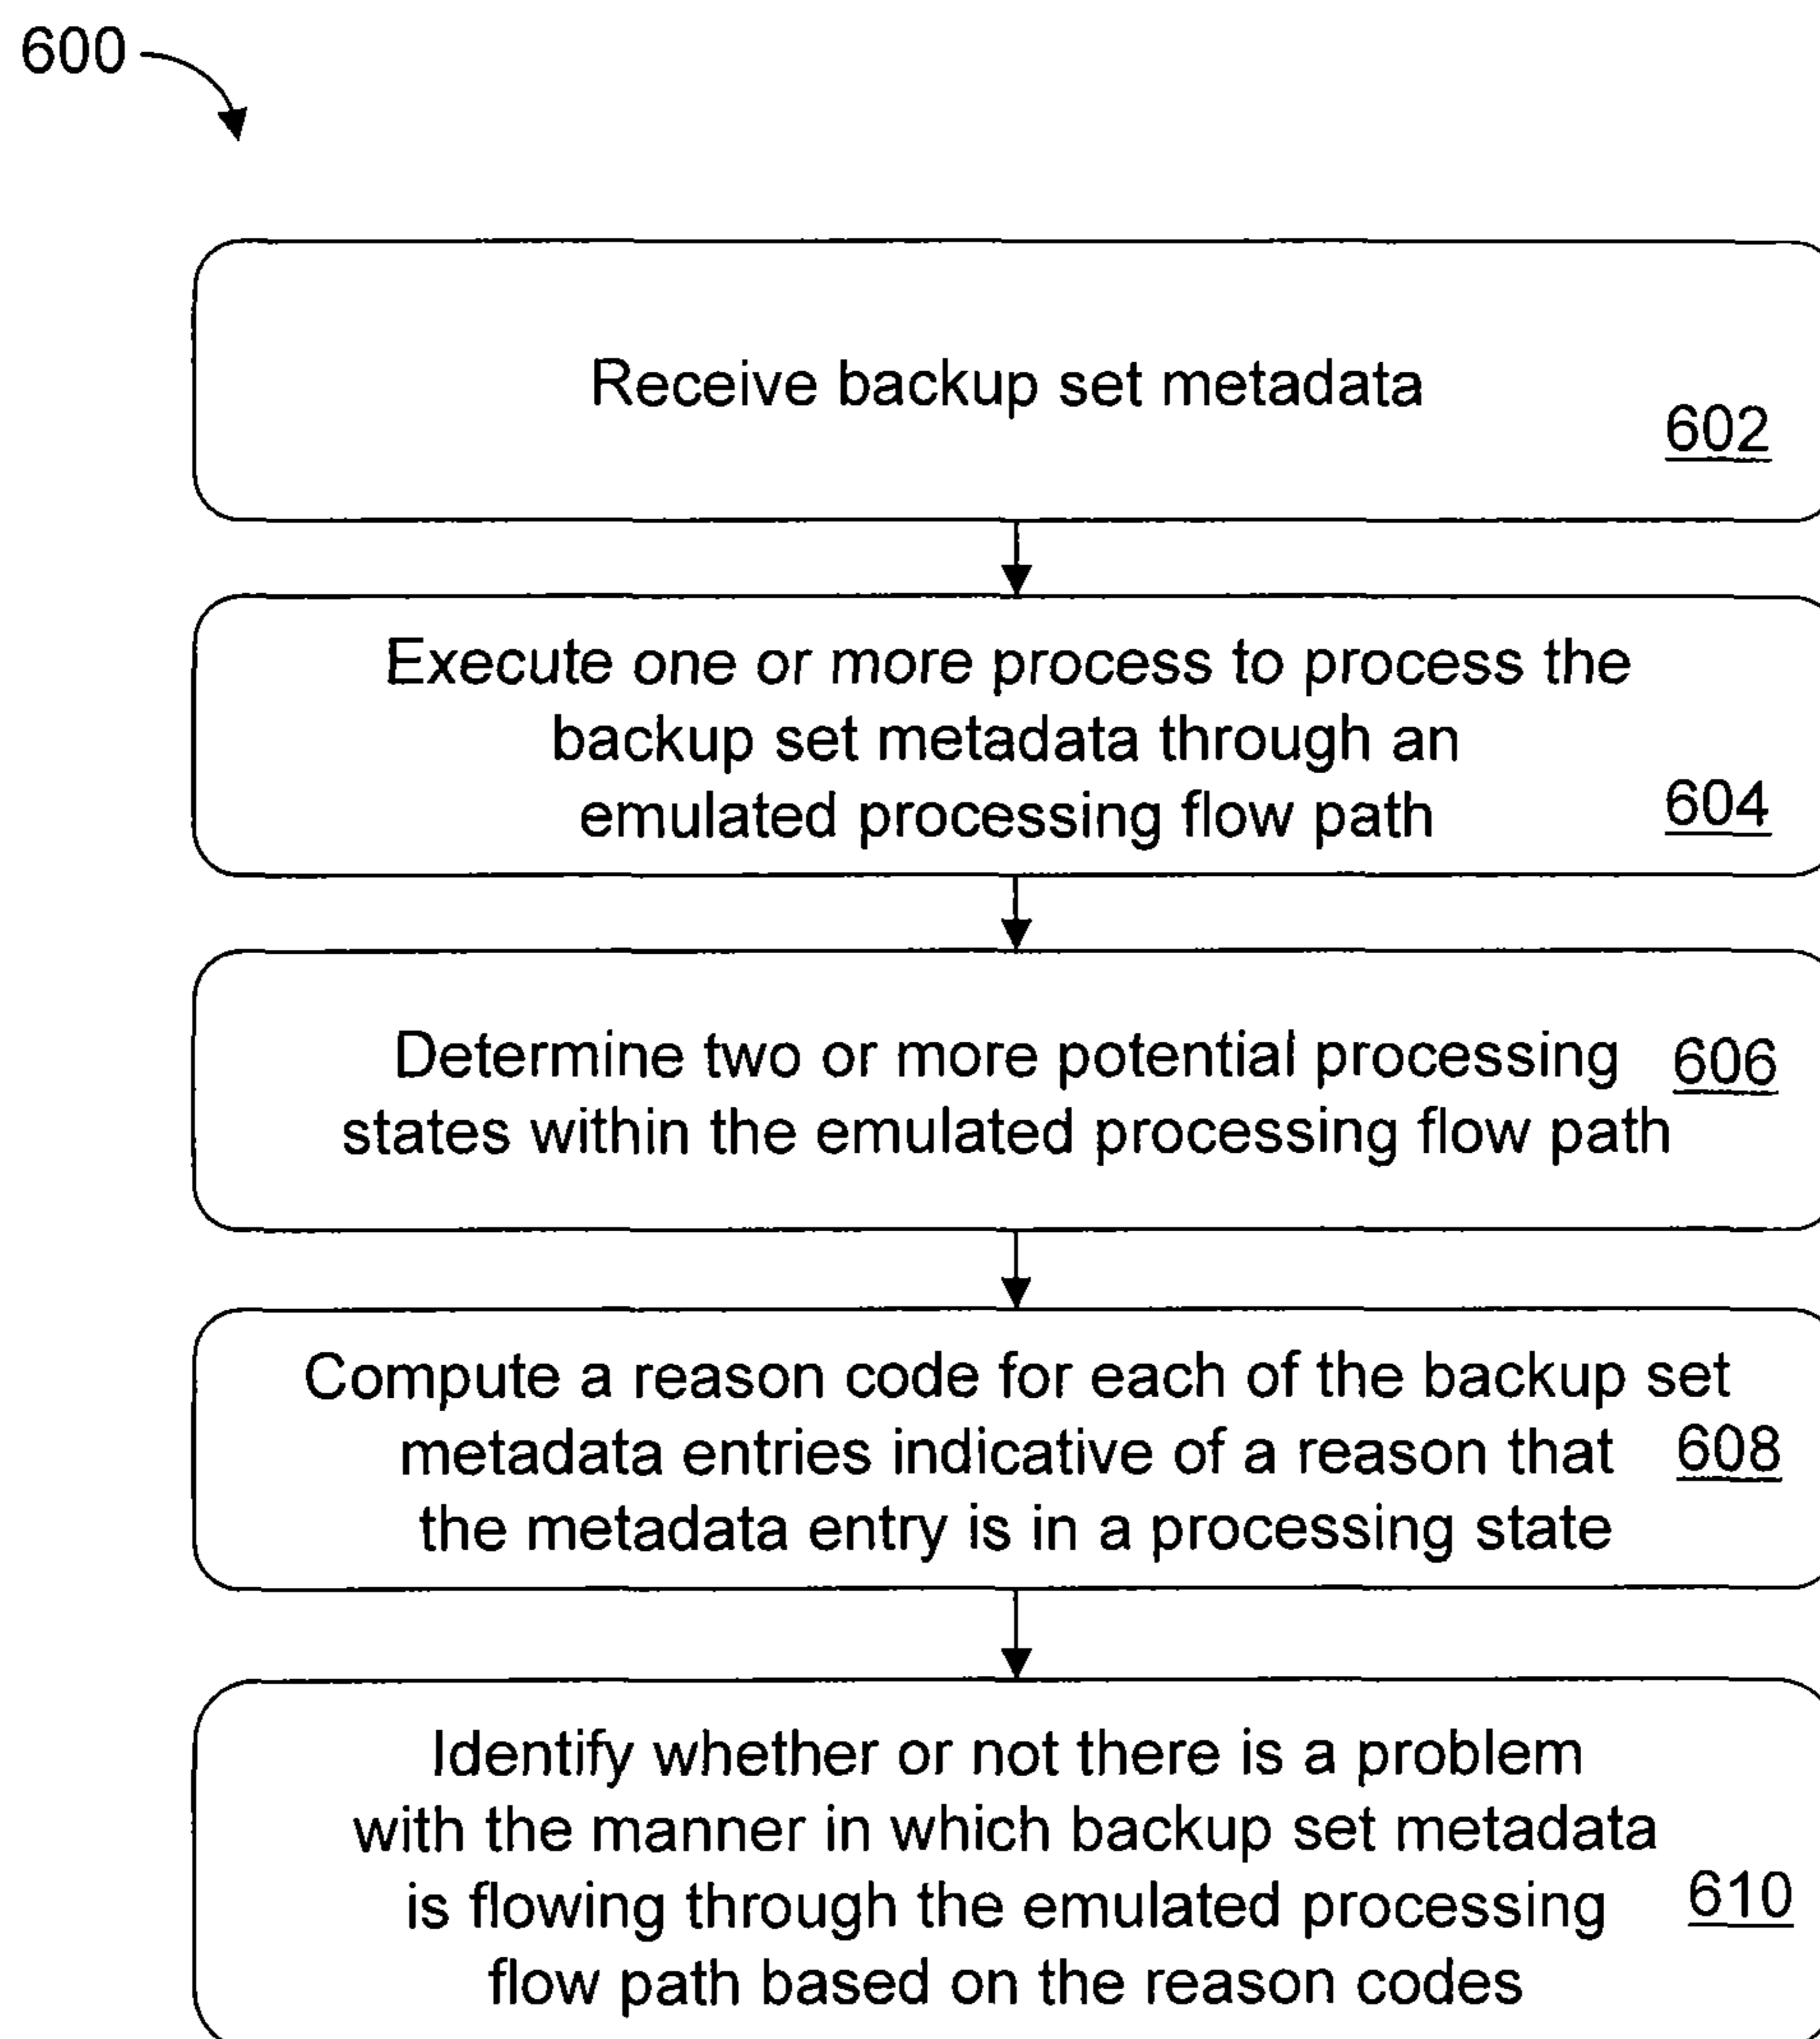 600
Receive backup set metadata
602
Execute one or more process to process the
backup set metadata through an
emulated processing flow path
604
Determine two or more potential processing
606
states within the emulated processing flow path
Compute a reason code for each of the backup set
metadata entries indicative of a reason that
608
the metadata entry is in a processing state
Identify whether or not there is a problem
with the manner in which backup set metadata
is flowing through the emulated processing
610
flow path based on the reason codes